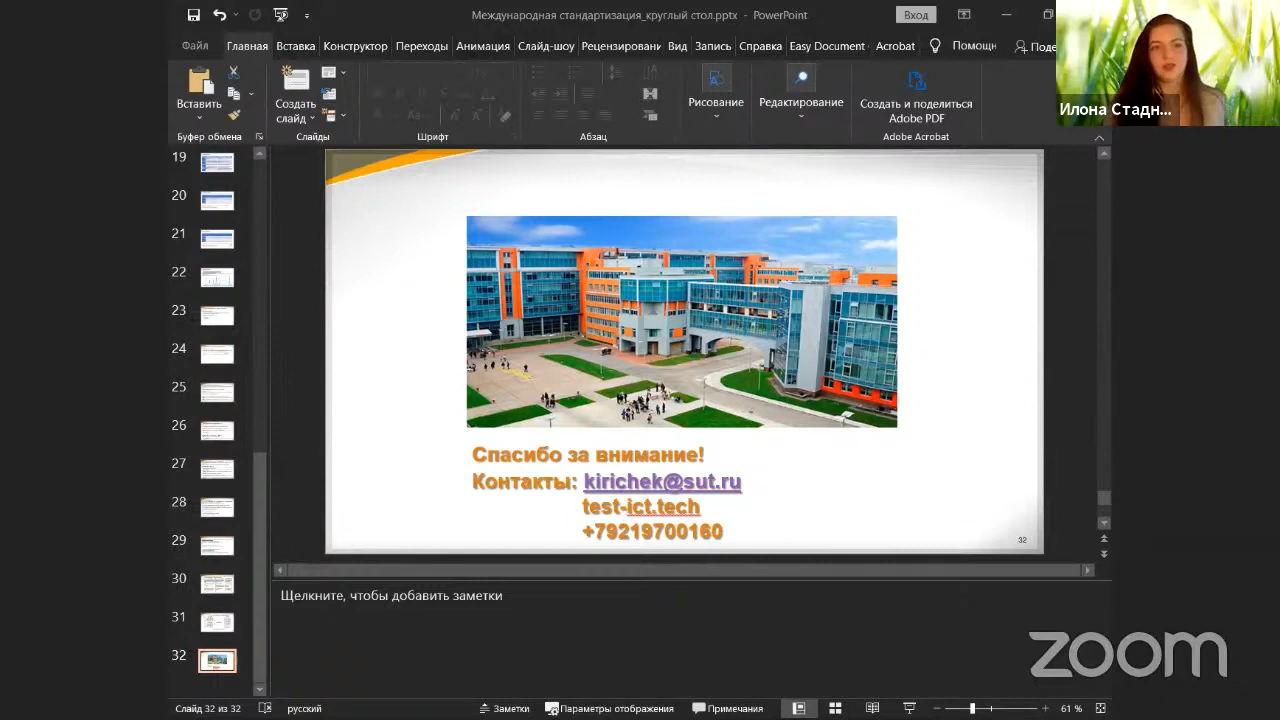 Международная стандартизация_круглый стол.pptx - PowerPoint
Вход
Файл Главная Вставка Конструктор Переходы Анимация Слайд-шоу Рецензировани Вид Запись Справка Easy Document Acrobat Помощн Поде
Вставить
Буфер обмена
Создать слайд
Слайды
Шрифт
Абзац
Рисование
Редактирование
Создать и поделиться Adobe PDF
Adobe Acrobat
Илона Стадн...
19
20
21
22
23
24
25
26
27
28
29
30
31
32
Спасибо за внимание!
Контакты: kirichek@sut.ru
test-ict.tech
+79219700160
32
Щелкните, чтобы добавить заметки
zoom
Слайд 32 из 32 русский Заметки Параметры отображения Примечания 61 %